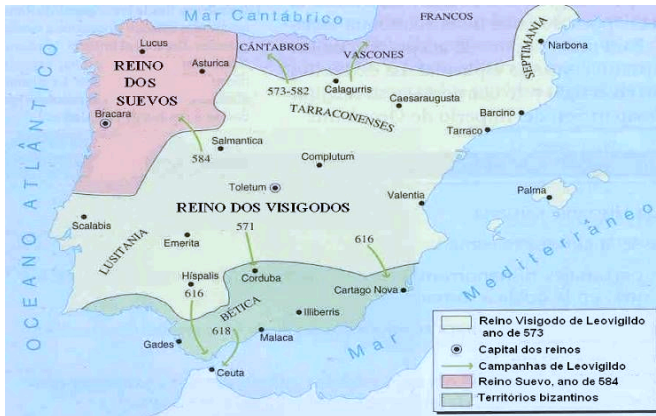 Mar Cantábrico
FRANCOS
OCEANO ATLÂNTICO
Lucus
CÁNTABROS
VASCONES
SEPTIMANIA
Narbona
REINO
DOS
SUEVOS
Asturica
573-582
Calagurris
Caesaraugusta
TARRACONENSES
Barcino
Bracara
Tarraco
Salmantica
584
Complutum
Toletum
Palma
Valentia
REINO DOS VISIGODOS
Scalabis
571
616
LUSITANIA
Emerita
Mar Mediterrâneo
Híspalis
616
Corduba
Cartago Nova
BÉTICA
Illiberris
618
Gades
Malaca
Ceuta
Reino Visigodo de Leovigildo
ano de 573
Capital dos reinos
Campanhas de Leovigildo
Reino Suevo, ano de 584
Territórios bizantinos